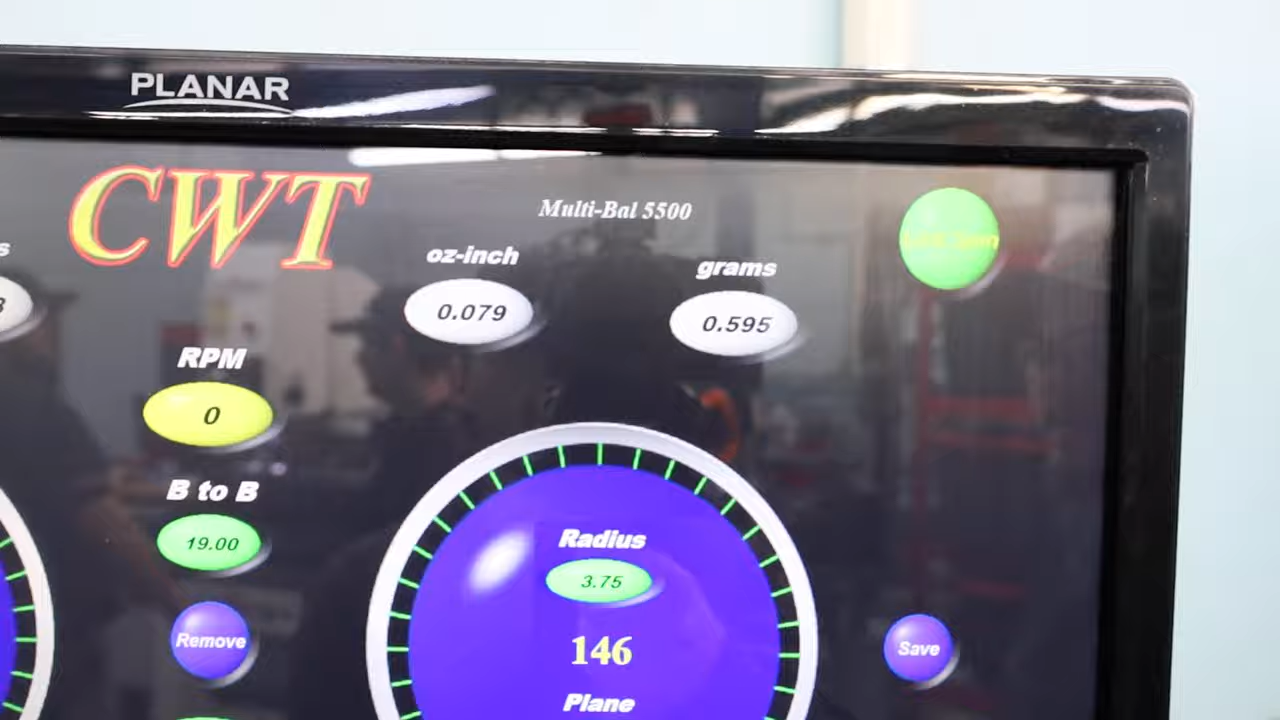 PLANAR
CWT
Multi-Bal 5500
oz-inch
grams
0.079
0.595
RPM
0
B to B
19.00
Radius
3.75
Remove
146
Save
Plane